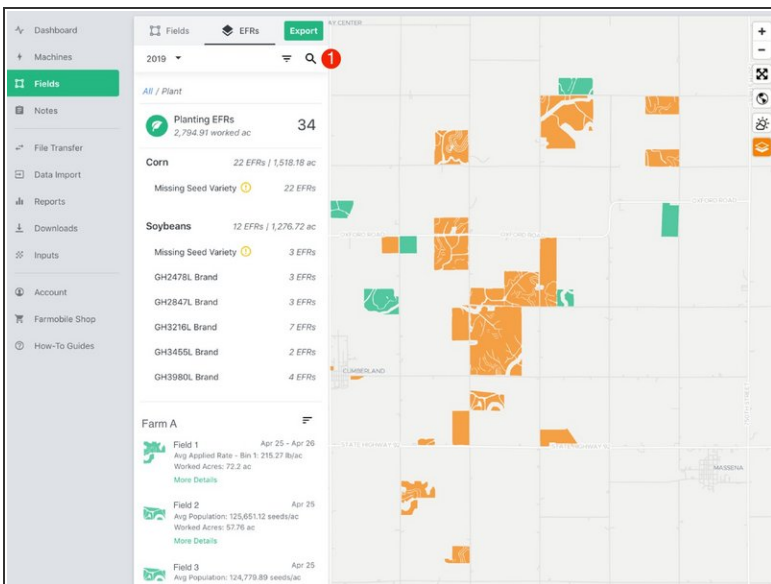 Dashboard
Machines
Fields
Notes
File Transfer
Data Import
Reports
Downloads
Inputs
Account
Farmobile Shop
How-To Guides
Fields
EFRs
Export
2019
1
All / Plant
Planting EFRs
2,794.91 worked ac
34
Corn 22 EFRs | 1,518.18 ac
Missing Seed Variety 22 EFRs
Soybeans 12 EFRs | 1,276.72 ac
Missing Seed Variety 3 EFRs
GH2478L Brand 3 EFRs
GH2847L Brand 3 EFRs
GH3216L Brand 7 EFRs
GH3455L Brand 2 EFRs
GH3980L Brand 4 EFRs
Farm A
Field 1 Apr 25 - Apr 26
Avg Applied Rate - Bin 1: 215.27 lb/ac
Worked Acres: 72.2 ac
More Details
Field 2 Apr 25
Avg Population: 125,651.12 seeds/ac
Worked Acres: 57.76 ac
More Details
Field 3 Apr 25
Avg Population: 124,779.89 seeds/ac
CENTER
+
−
CUMBERLAND
MASSENA